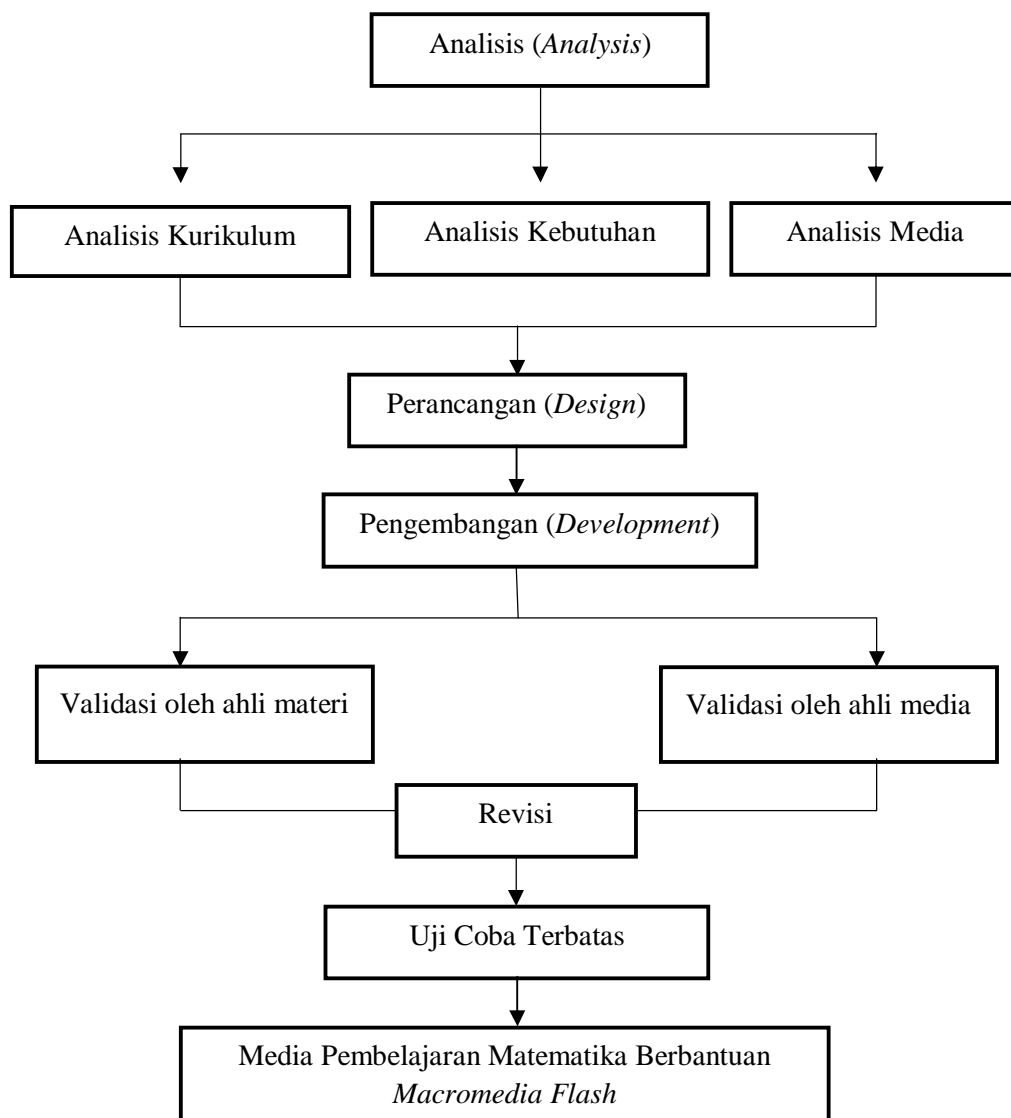 Analisis (Analysis)
Analisis Kurikulum
Analisis Kebutuhan
Analisis Media
Perancangan (Design)
Pengembangan (Development)
Validasi oleh ahli materi
Validasi oleh ahli media
Revisi
Uji Coba Terbatas
Media Pembelajaran Matematika Berbantuan
Macromedia Flash